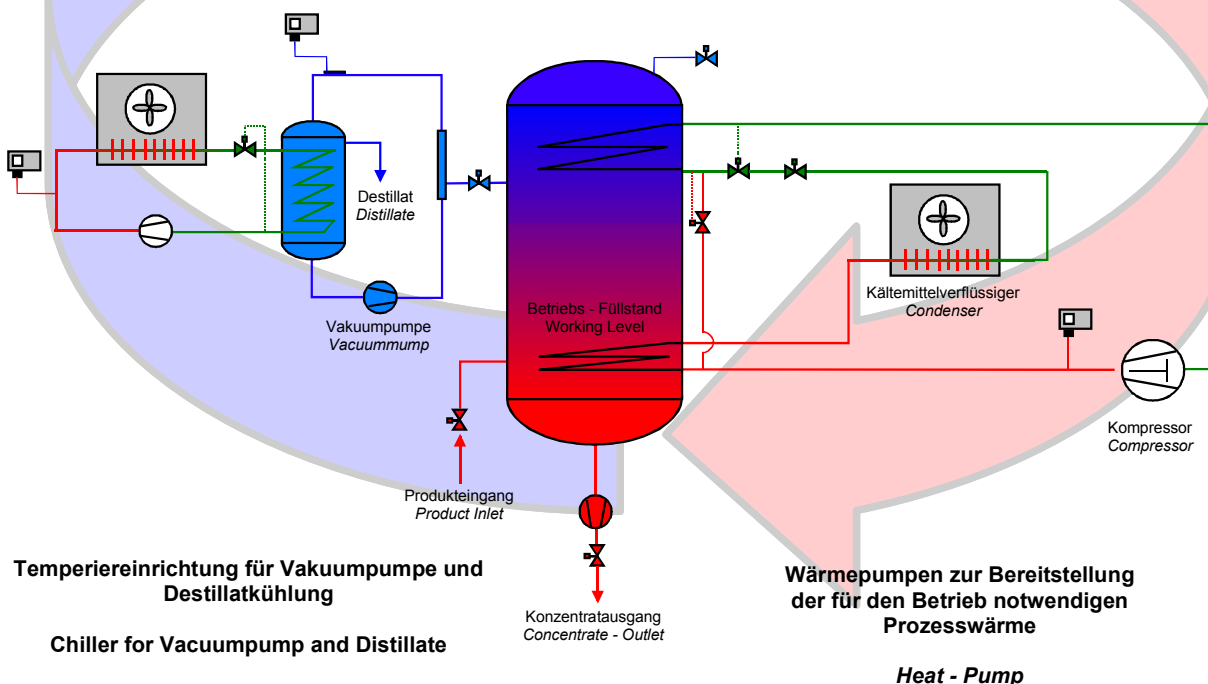 Destillat
Distillate
Vakuumpumpe
Vacuummump
Betriebs - Füllstand
Working Level
Kältemittelverflüssiger
Condenser
Kompressor
Compressor
Produkteingang
Product Inlet
Konzentratausgang
Concentrate - Outlet
Temperiereinrichtung für Vakuumpumpe und
Destillatkühlung
Chiller for Vacuumpump and Distillate
Wärmepumpen zur Bereitstellung
der für den Betrieb notwendigen
Prozesswärme
Heat - Pump